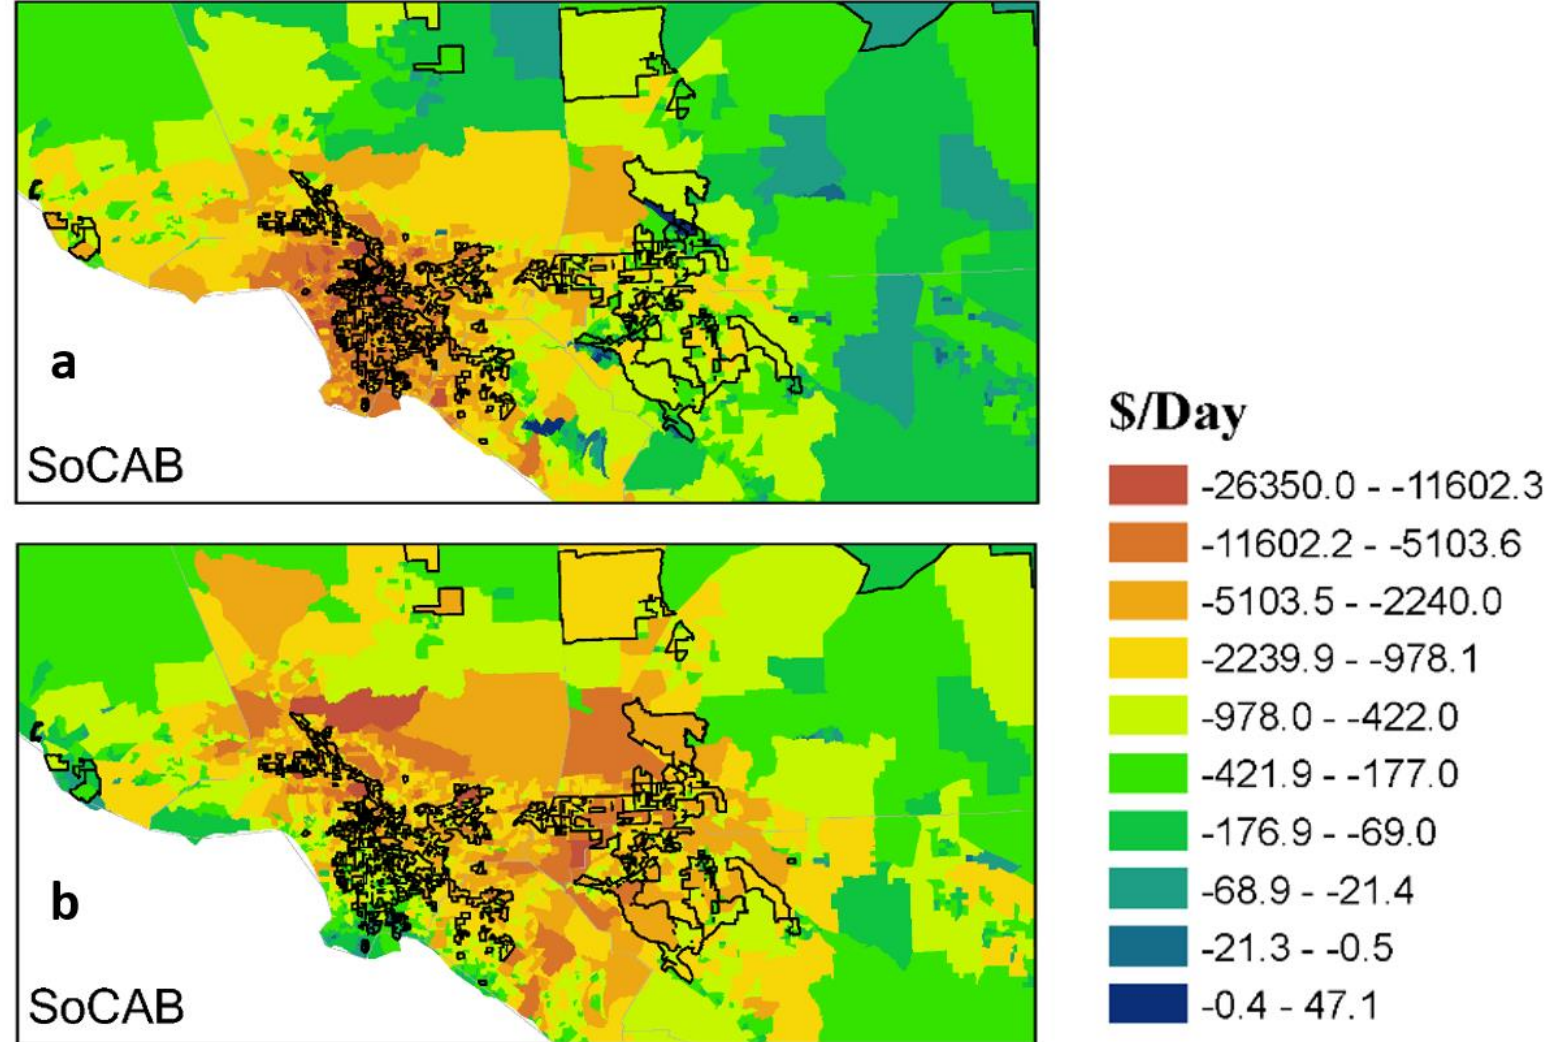 a
SoCAB
b
SoCAB
$/Day
-26350.0 - -11602.3
-11602.2 - -5103.6
-5103.5 - -2240.0
-2239.9 - -978.1
-978.0 - -422.0
-421.9 - -177.0
-176.9 - -69.0
-68.9 - -21.4
-21.3 - -0.5
-0.4 - 47.1